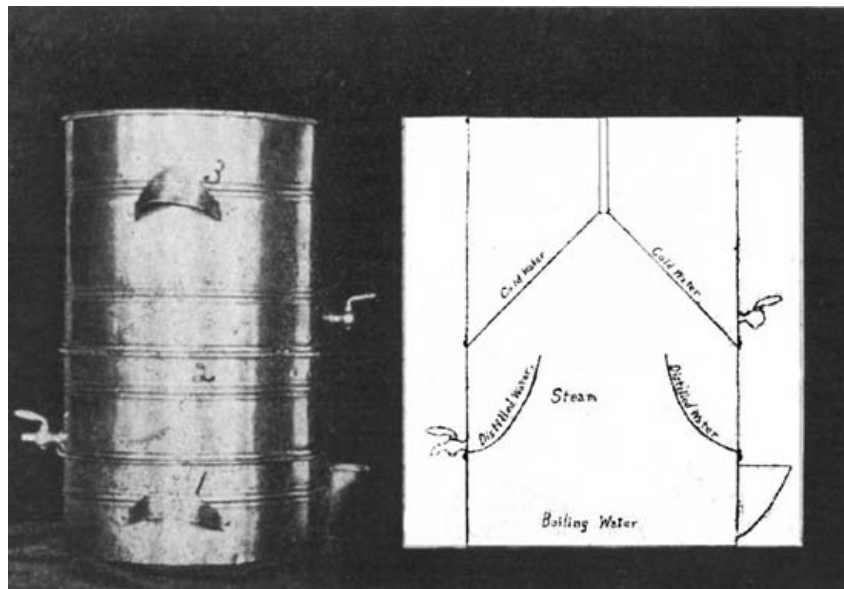 3
2
1
Cold Water
Cold Water
Distilled Water.
Steam
Distilled Water
Boiling Water